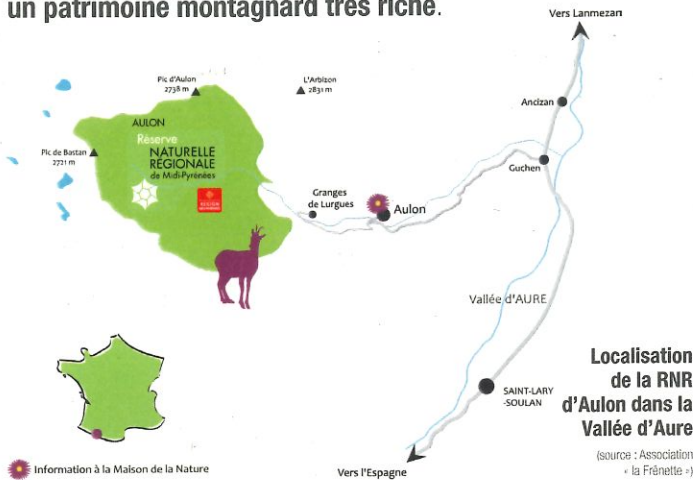 un patrimoine montagnard très riche.
Vers Lanmezan
Pic d'Aulon
2738 m
L'Arbizon
2831 m
Ancizan
AULON
Réserve
NATURELLE
RÉGIONALE
de Midi-Pyrénées
Pic de Bastan
2721 m
Guchen
Granges
de Lurgues
Aulon
Vallée d'AURE
Localisation
de la RNR
d'Aulon dans la
Vallée d'Aure
(source : Association
« la Frênette »)
SAINT-LARY
-SOULAN
Information à la Maison de la Nature
Vers l'Espagne